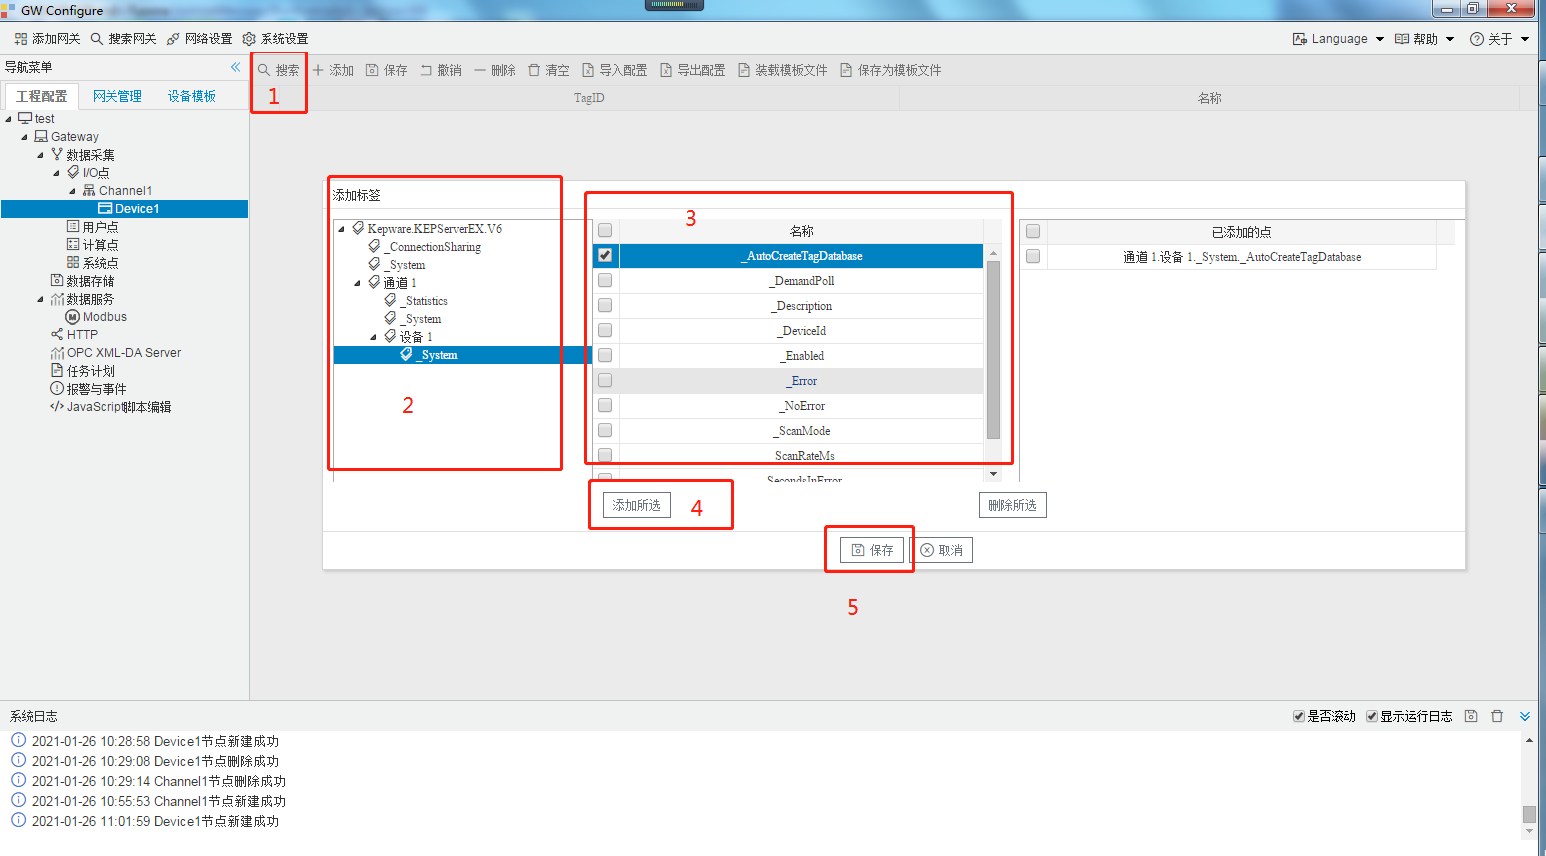 GW Configure
添加网关 搜索网关 网络设置 系统设置 Language 帮助 关于
导航菜单
搜索 添加 保存 撤销 删除 清空 导入配置 导出配置 装载模板文件 保存为模板文件
1
工程配置 网关管理 设备模板
TagID 名称
test
Gateway
数据采集
I/O点
Channel1
Device1
用户点
计算点
系统点
数据存储
数据服务
Modbus
HTTP
OPC XML-DA Server
任务计划
报警与事件
JavaScript脚本编辑
添加标签
2
Kepware.KEPServerEX.V6
_ConnectionSharing
_System
通道 1
_Statistics
_System
设备 1
_System
3
名称
_AutoCreateTagDatabase
_DemandPoll
_Description
_DeviceId
_Enabled
_Error
_NoError
_ScanMode
ScanRateMs
SecondsInError
已添加的点
通道 1.设备 1._System._AutoCreateTagDatabase
添加所选 4 删除所选
保存 取消
5
系统日志 是否滚动 显示运行日志
2021-01-26 10:28:58 Device1节点新建成功
2021-01-26 10:29:08 Device1节点删除成功
2021-01-26 10:29:14 Channel1节点删除成功
2021-01-26 10:55:53 Channel1节点新建成功
2021-01-26 11:01:59 Device1节点新建成功